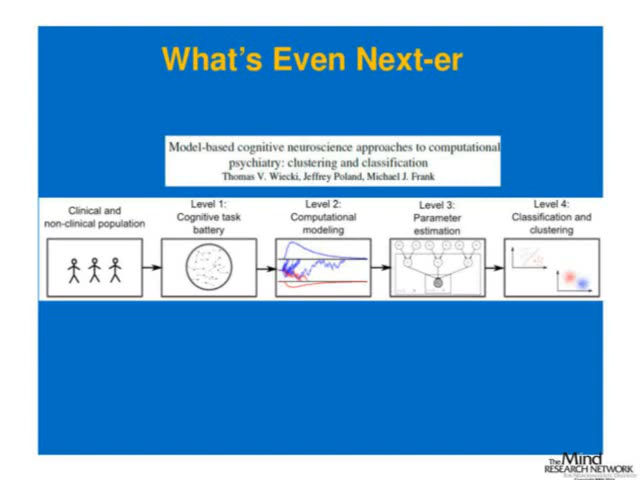 What's Even Next-er
Model-based cognitive neuroscience approaches to computational
psychiatry: clustering and classification
Thomas V. Wiecki, Jeffrey Poland, Michael J. Frank
Clinical and
non-clinical population
Level 1:
Cognitive task
battery
Level 2:
Computational
modeling
Level 3:
Parameter
estimation
Level 4:
Classification and
clustering
The Mind
RESEARCH NETWORK